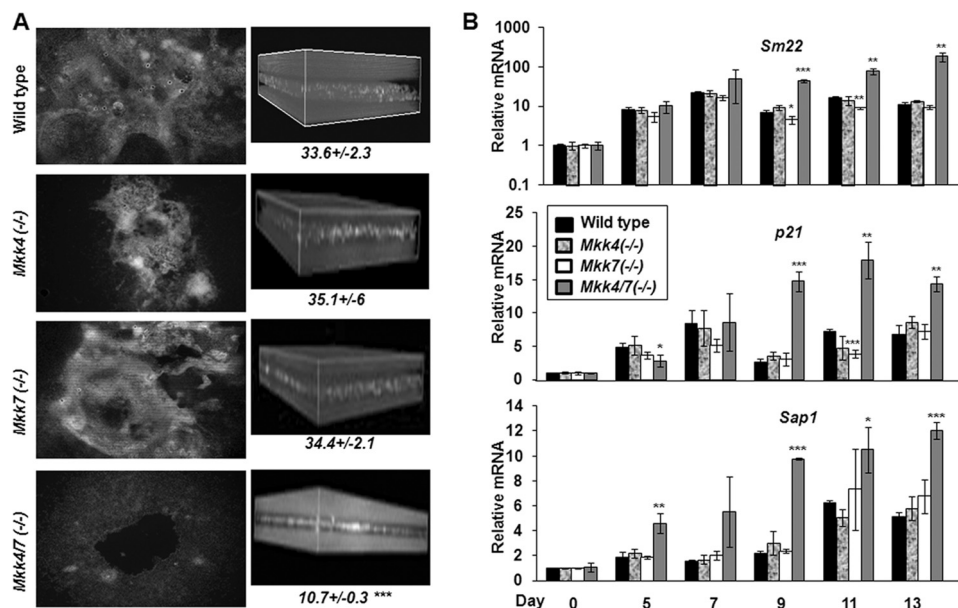 A
Wild type
33.6+/-2.3
Mkk4(-/-)
35.1+/-6
Mkk7(-/-)
34.4+/-2.1
Mkk4/7(-/-)
10.7+/-0.3 ***
B
Relative mRNA
1000
100
10
1
0.1
Sm22
***
*
**
**
**
Relative mRNA
25
20
15
10
5
0
p21
Wild type
Mkk4(-/-)
Mkk7(-/-)
Mkk4/7(-/-)
*
***
***
**
**
Relative mRNA
14
12
10
8
6
4
2
0
Sap1
**
***
*
***
Day 0 5 7 9 11 13